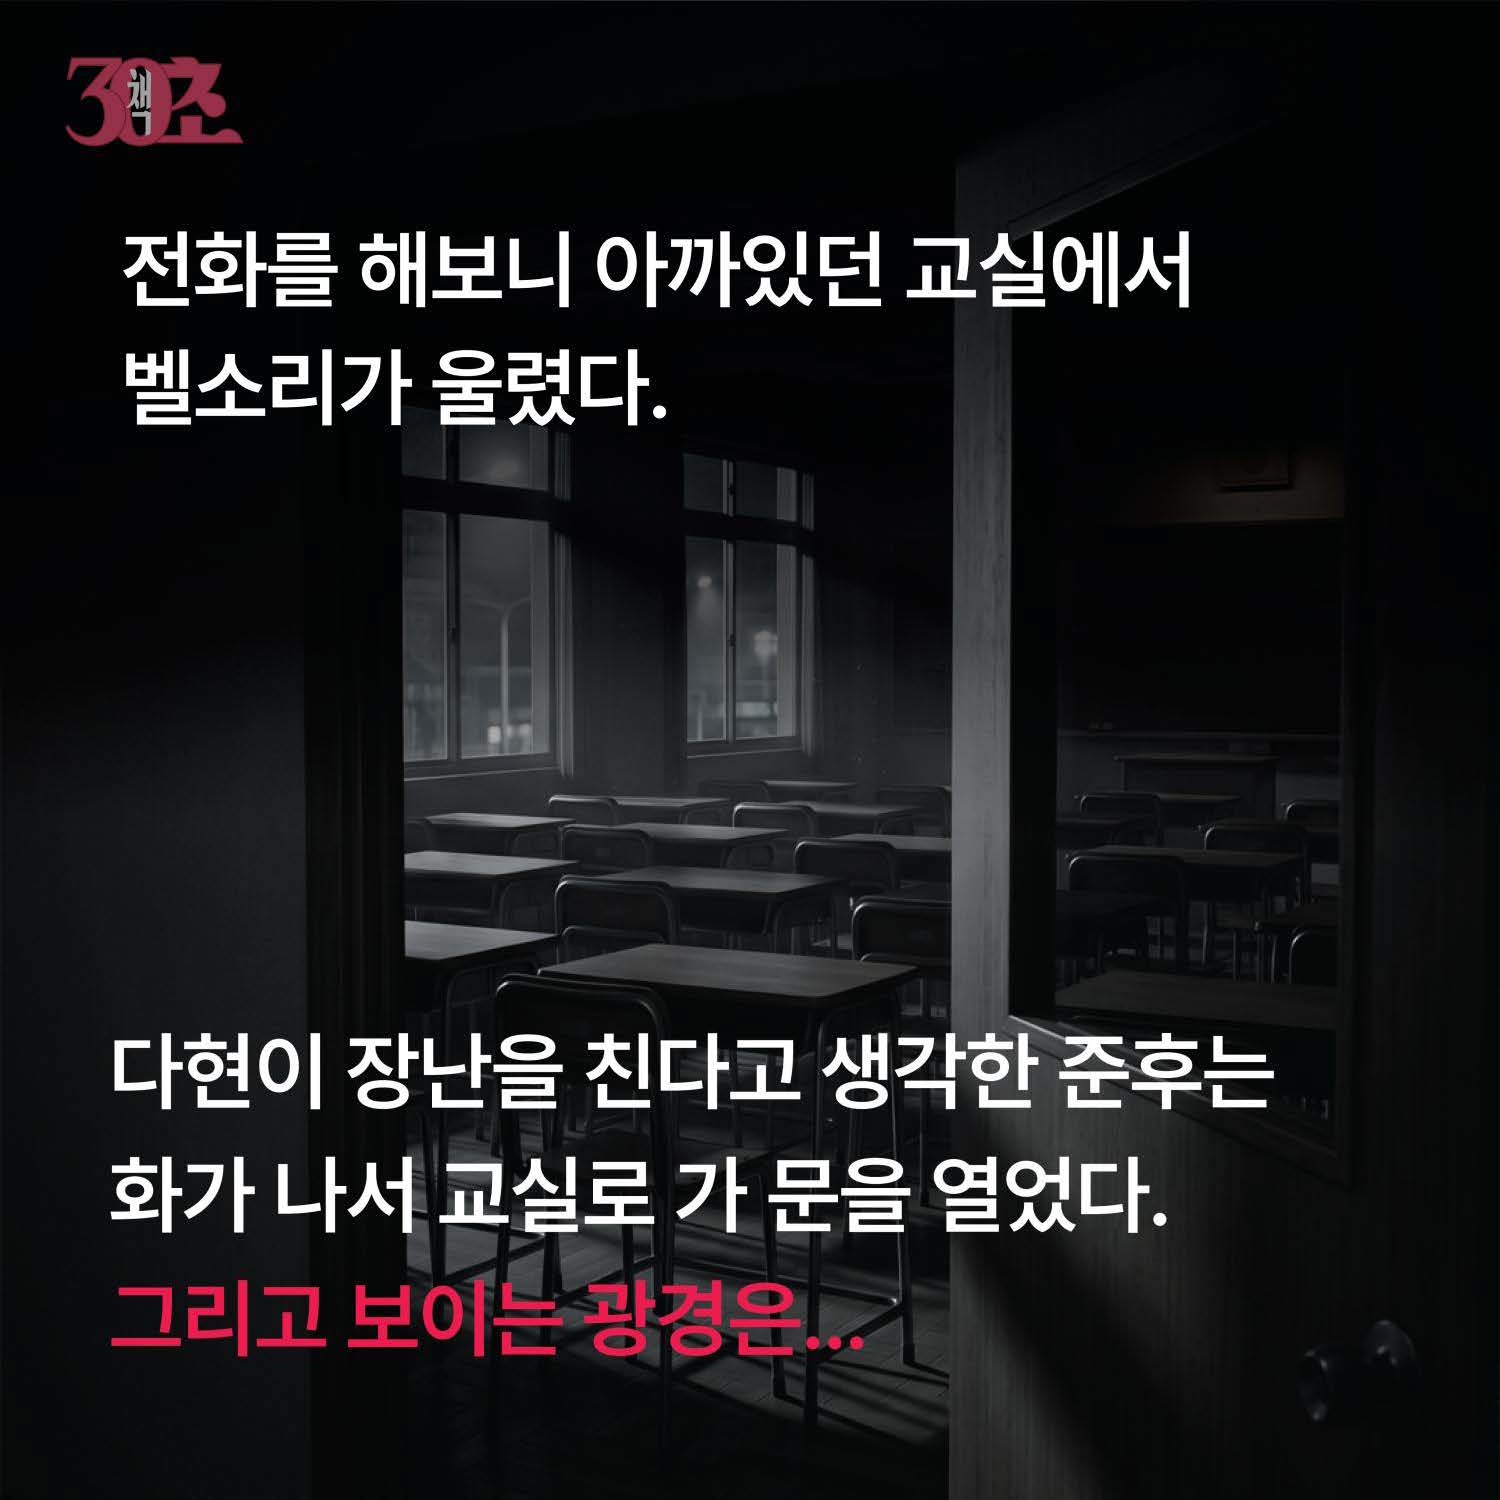 30초
책
전화를 해보니 아까있던 교실에서
벨소리가 울렸다.
다현이 장난을 친다고 생각한 준후는
화가 나서 교실로 가 문을 열었다.
그리고 보이는 광경은...